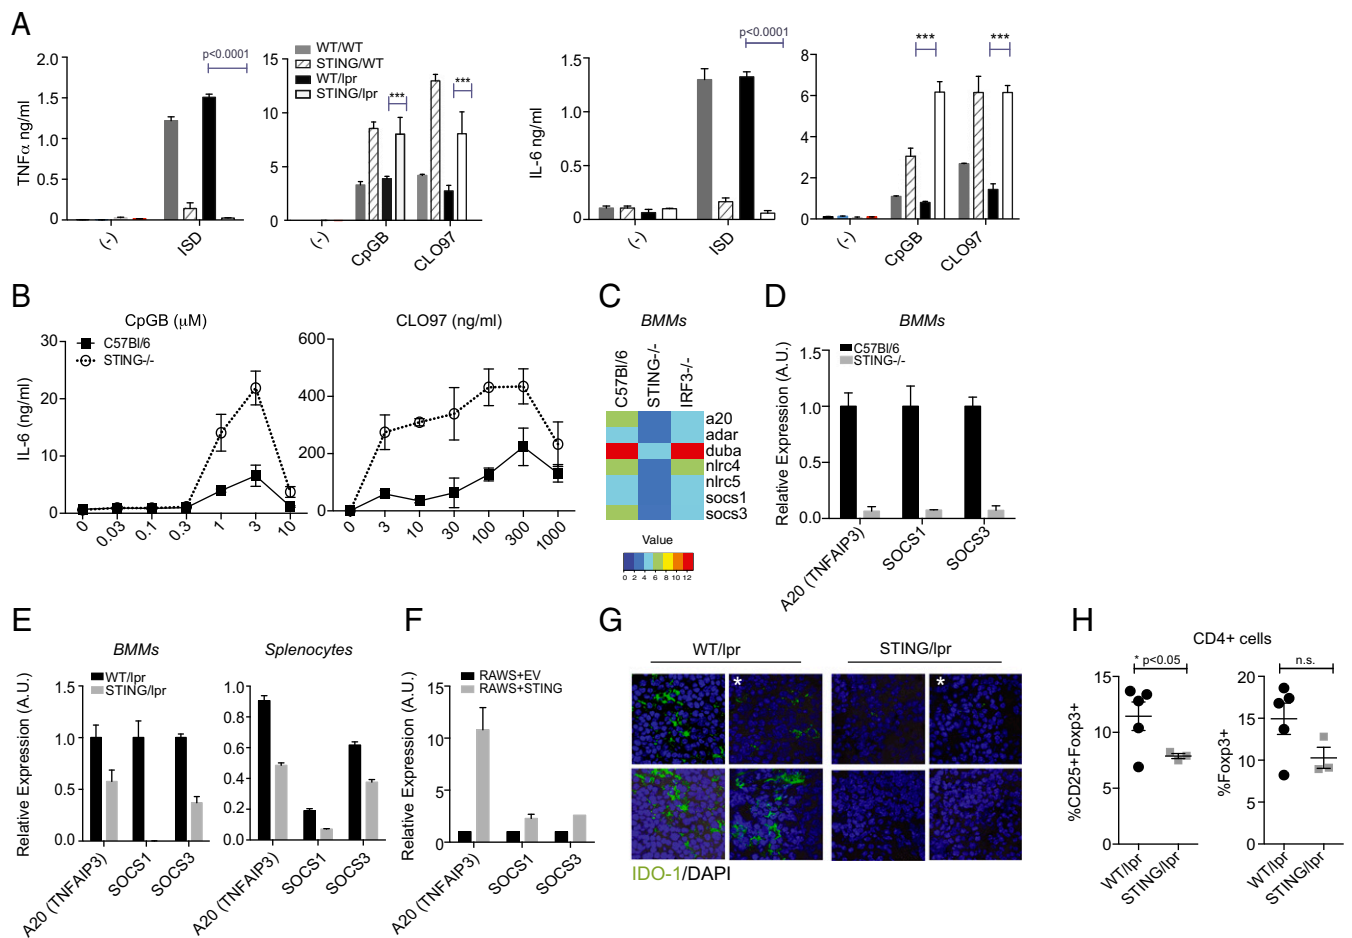 A
TNFα ng/ml
2.0
1.5
1.0
0.5
0
p<0.0001
(-)
ISD
15
10
5
0
WT/WT
STING/WT
WT/lpr
STING/lpr
***
***
(-)
CpGB
CLO97
IL-6 ng/ml
1.5
1.0
0.5
0
p<0.0001
(-)
ISD
8
6
4
2
0
***
***
(-)
CpGB
CLO97
B
CpGB (μM)
IL-6 (ng/ml)
30
20
10
0
C57Bl/6
STING-/-
0
0.03
0.1
0.3
1
3
10
CLO97 (ng/ml)
600
400
200
0
0
3
10
30
100
300
1000
C
BMMs
C57Bl/6
STING-/-
IRF3-/-
a20
adar
duba
nlrc4
nlrc5
socs1
socs3
Value
0 2 4 6 8 10 12
D
BMMs
Relative Expression (A.U.)
1.5
1.0
0.5
0.0
C57Bl/6
STING-/-
A20 (TNFAIP3)
SOCS1
SOCS3
E
BMMs
Relative Expression (A.U.)
WT/lpr
STING/lpr
1.5
1.0
0.5
0.0
A20 (TNFAIP3)
SOCS1
SOCS3
Splenocytes
1.0
0.8
0.6
0.4
0.2
0.0
A20 (TNFAIP3)
SOCS1
SOCS3
F
Relative Expression (A.U.)
RAWS+EV
RAWS+STING
15
10
5
0
A20 (TNFAIP3)
SOCS1
SOCS3
G
WT/lpr
STING/lpr
*
*
IDO-1/DAPI
H
CD4+ cells
%CD25+Foxp3+
* p<0.05
15
10
5
0
WT/lpr
STING/lpr
%Foxp3+
n.s.
20
15
10
5
0
WT/lpr
STING/lpr